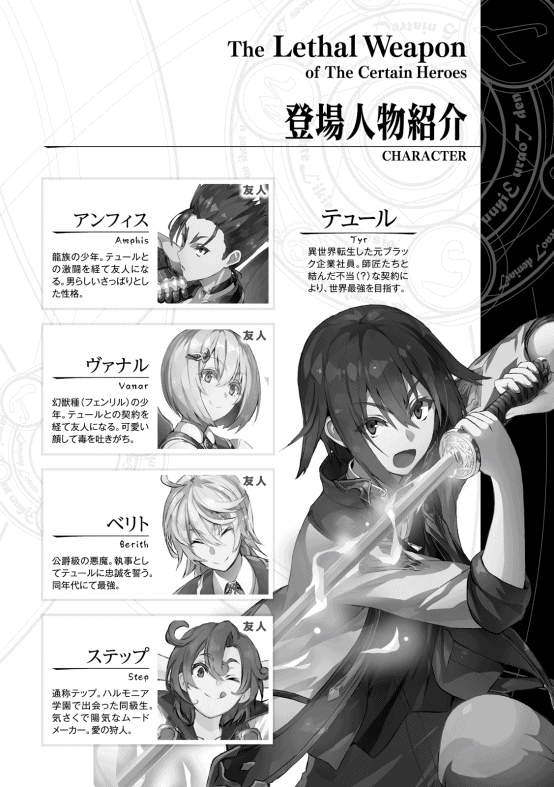 The Lethal Weapon
of The Certain Heroes
登場人物紹介
CHARACTER
テュール
Tyr
異世界転生した元ブラッ
ク企業社員。師匠たちと
結んだ不当(?)な契約に
より、世界最強を目指す。
友人
アンフィス
Amphis
龍族の少年。テュールと
の激闘を経て友人にな
る。男らしいさっぱりとし
た性格。
友人
ヴァナル
Vanar
幻獣種(フェンリル)の少
年。テュールとの契約を
経て友人になる。可愛い
顔して毒を吐きがち。
友人
ベリト
Berith
公爵級の悪魔。執事とし
てテュールに忠誠を誓う。
同年代にて最強。
友人
ステップ
Step
通称テップ。ハルモニア
学園で出会った同級生。
気さくで陽気なムード
メーカー。愛の狩人。